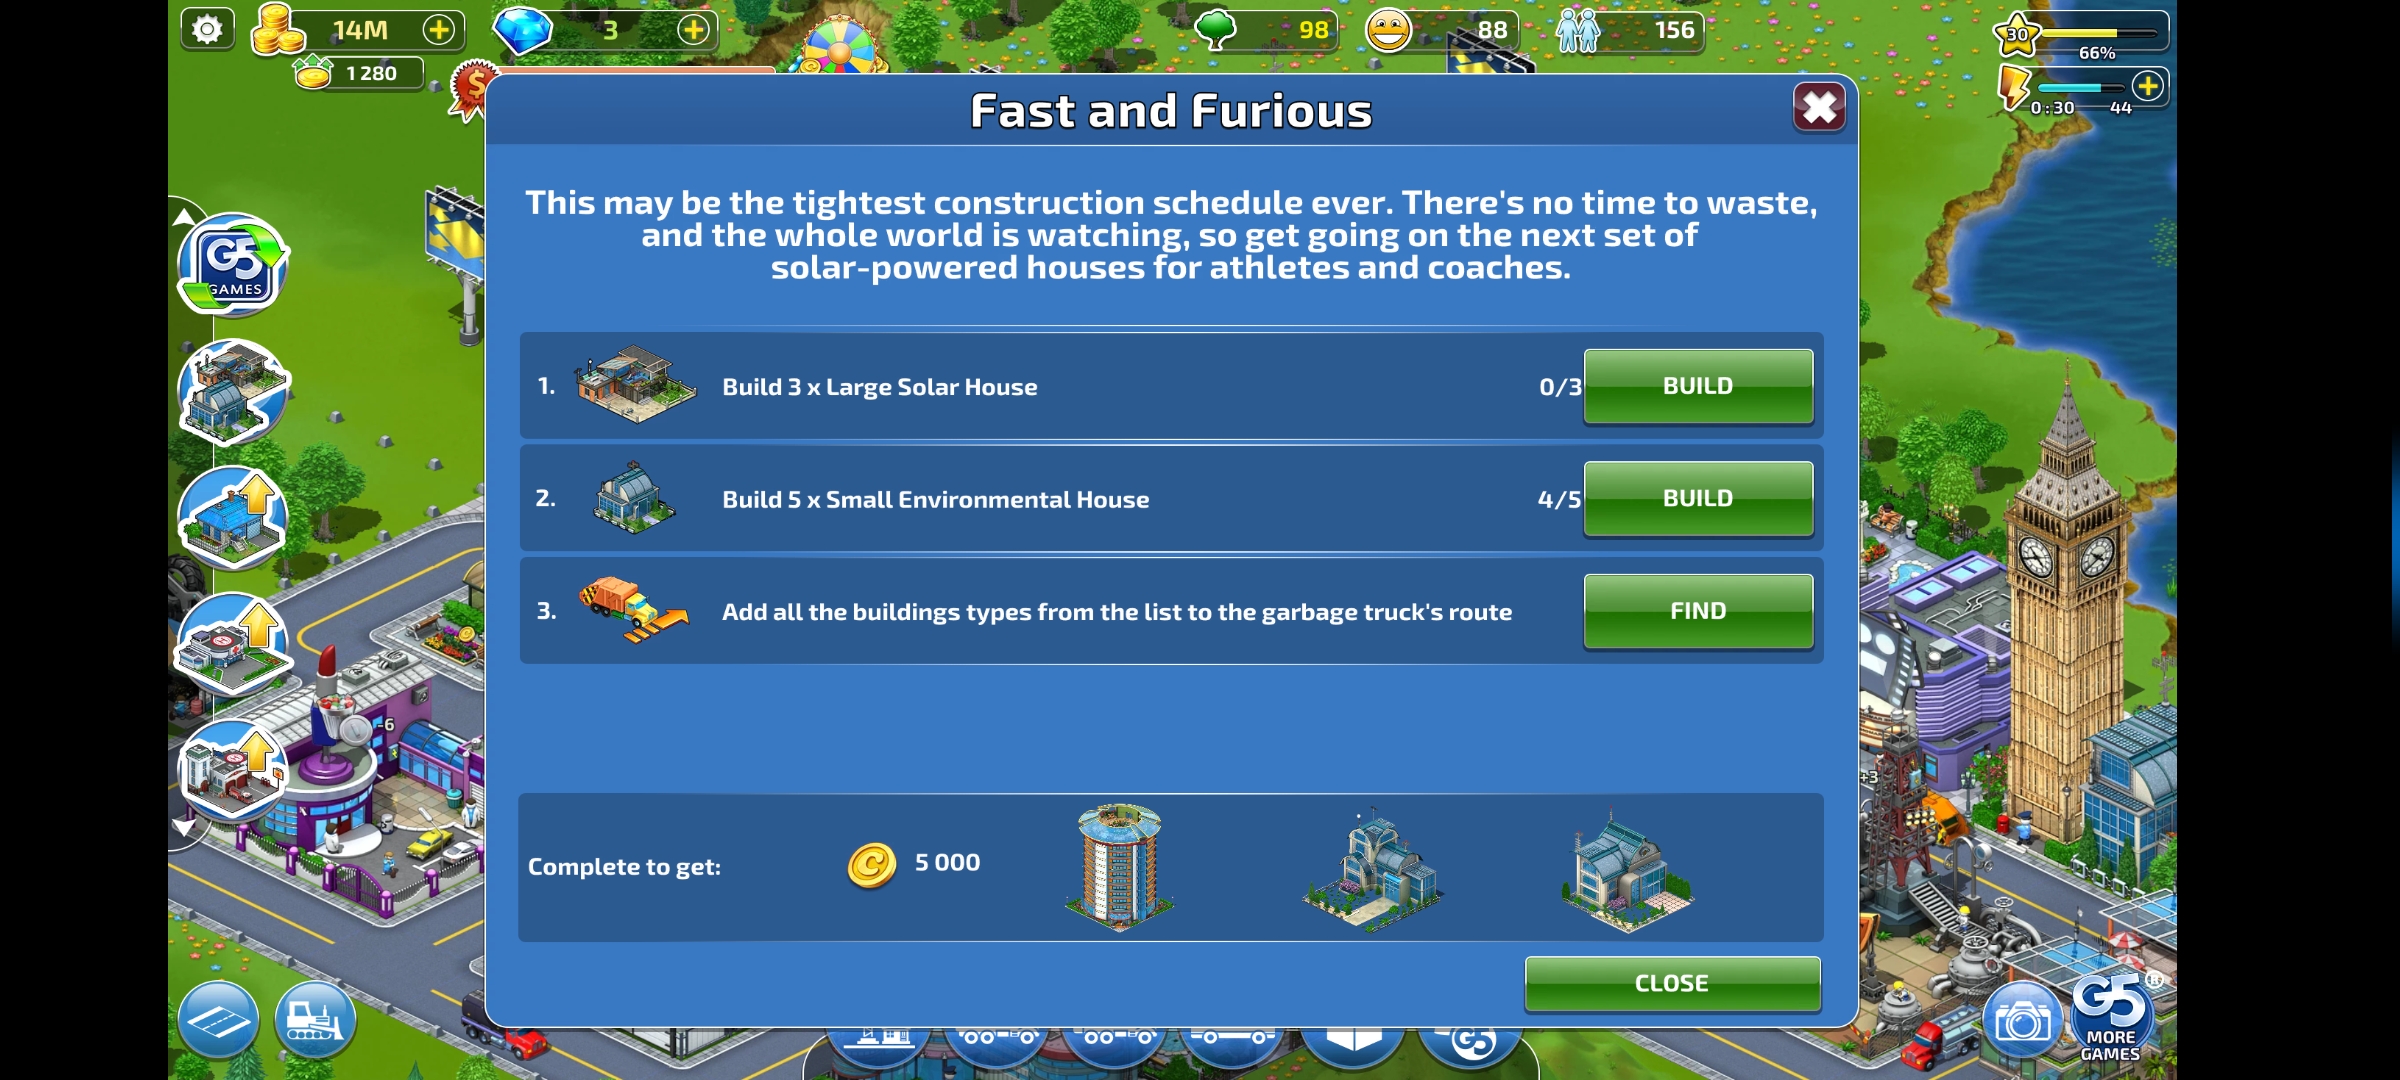 14M
3
98
88
156
30
66%
1 280
0:30
44
Fast and Furious
This may be the tightest construction schedule ever. There's no time to waste,
and the whole world is watching, so get going on the next set of
solar-powered houses for athletes and coaches.
G5
GAMES
1.
Build 3 x Large Solar House
0/3
BUILD
2.
Build 5 x Small Environmental House
4/5
BUILD
3.
Add all the buildings types from the list to the garbage truck's route
FIND
-6
+3
Complete to get:
5 000
CLOSE
G5
G5
®
MORE
GAMES